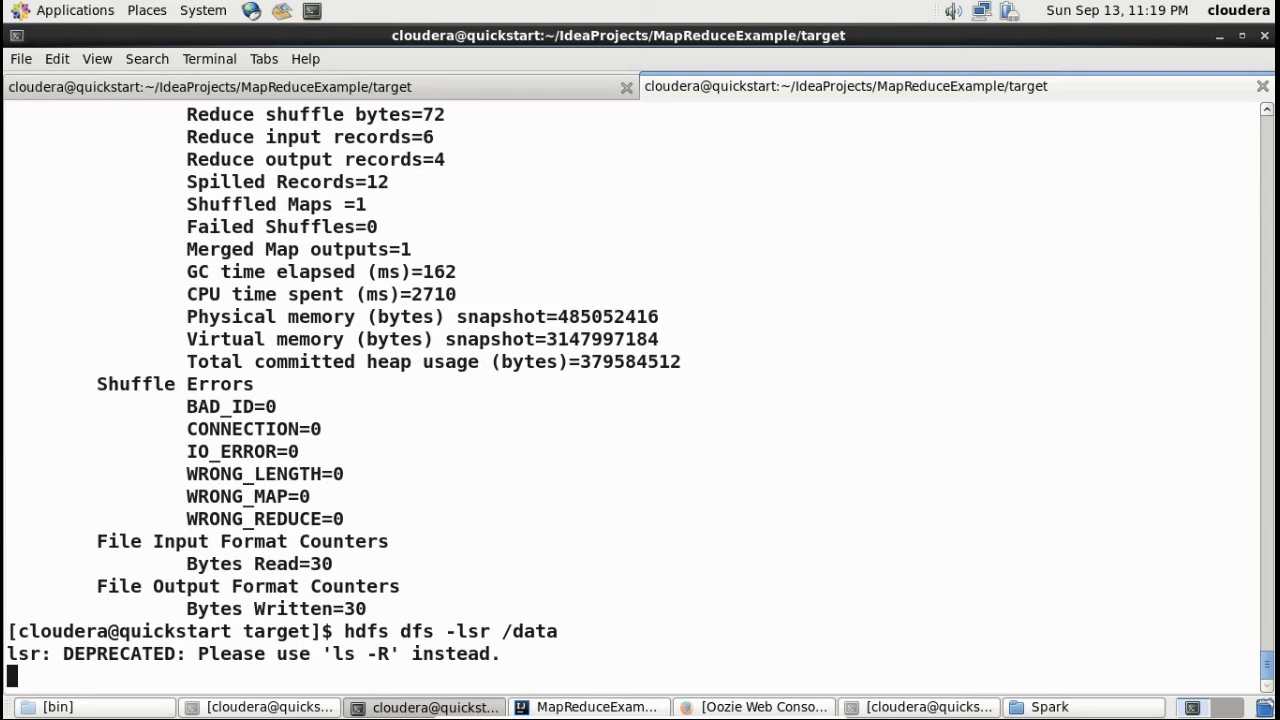 Applications Places System Sun Sep 13, 11:19 PM cloudera
cloudera@quickstart:~/IdeaProjects/MapReduceExample/target
File Edit View Search Terminal Tabs Help
cloudera@quickstart:~/IdeaProjects/MapReduceExample/target cloudera@quickstart:~/IdeaProjects/MapReduceExample/target
Reduce shuffle bytes=72
Reduce input records=6
Reduce output records=4
Spilled Records=12
Shuffled Maps =1
Failed Shuffles=0
Merged Map outputs=1
GC time elapsed (ms)=162
CPU time spent (ms)=2710
Physical memory (bytes) snapshot=485052416
Virtual memory (bytes) snapshot=3147997184
Total committed heap usage (bytes)=379584512
Shuffle Errors
BAD_ID=0
CONNECTION=0
IO_ERROR=0
WRONG_LENGTH=0
WRONG_MAP=0
WRONG_REDUCE=0
File Input Format Counters
Bytes Read=30
File Output Format Counters
Bytes Written=30
[cloudera@quickstart target]$ hdfs dfs -lsr /data
lsr: DEPRECATED: Please use 'ls -R' instead.
[bin] [cloudera@quicks... cloudera@quickst... MapReduceExam... [Oozie Web Conso... [cloudera@quicks... Spark